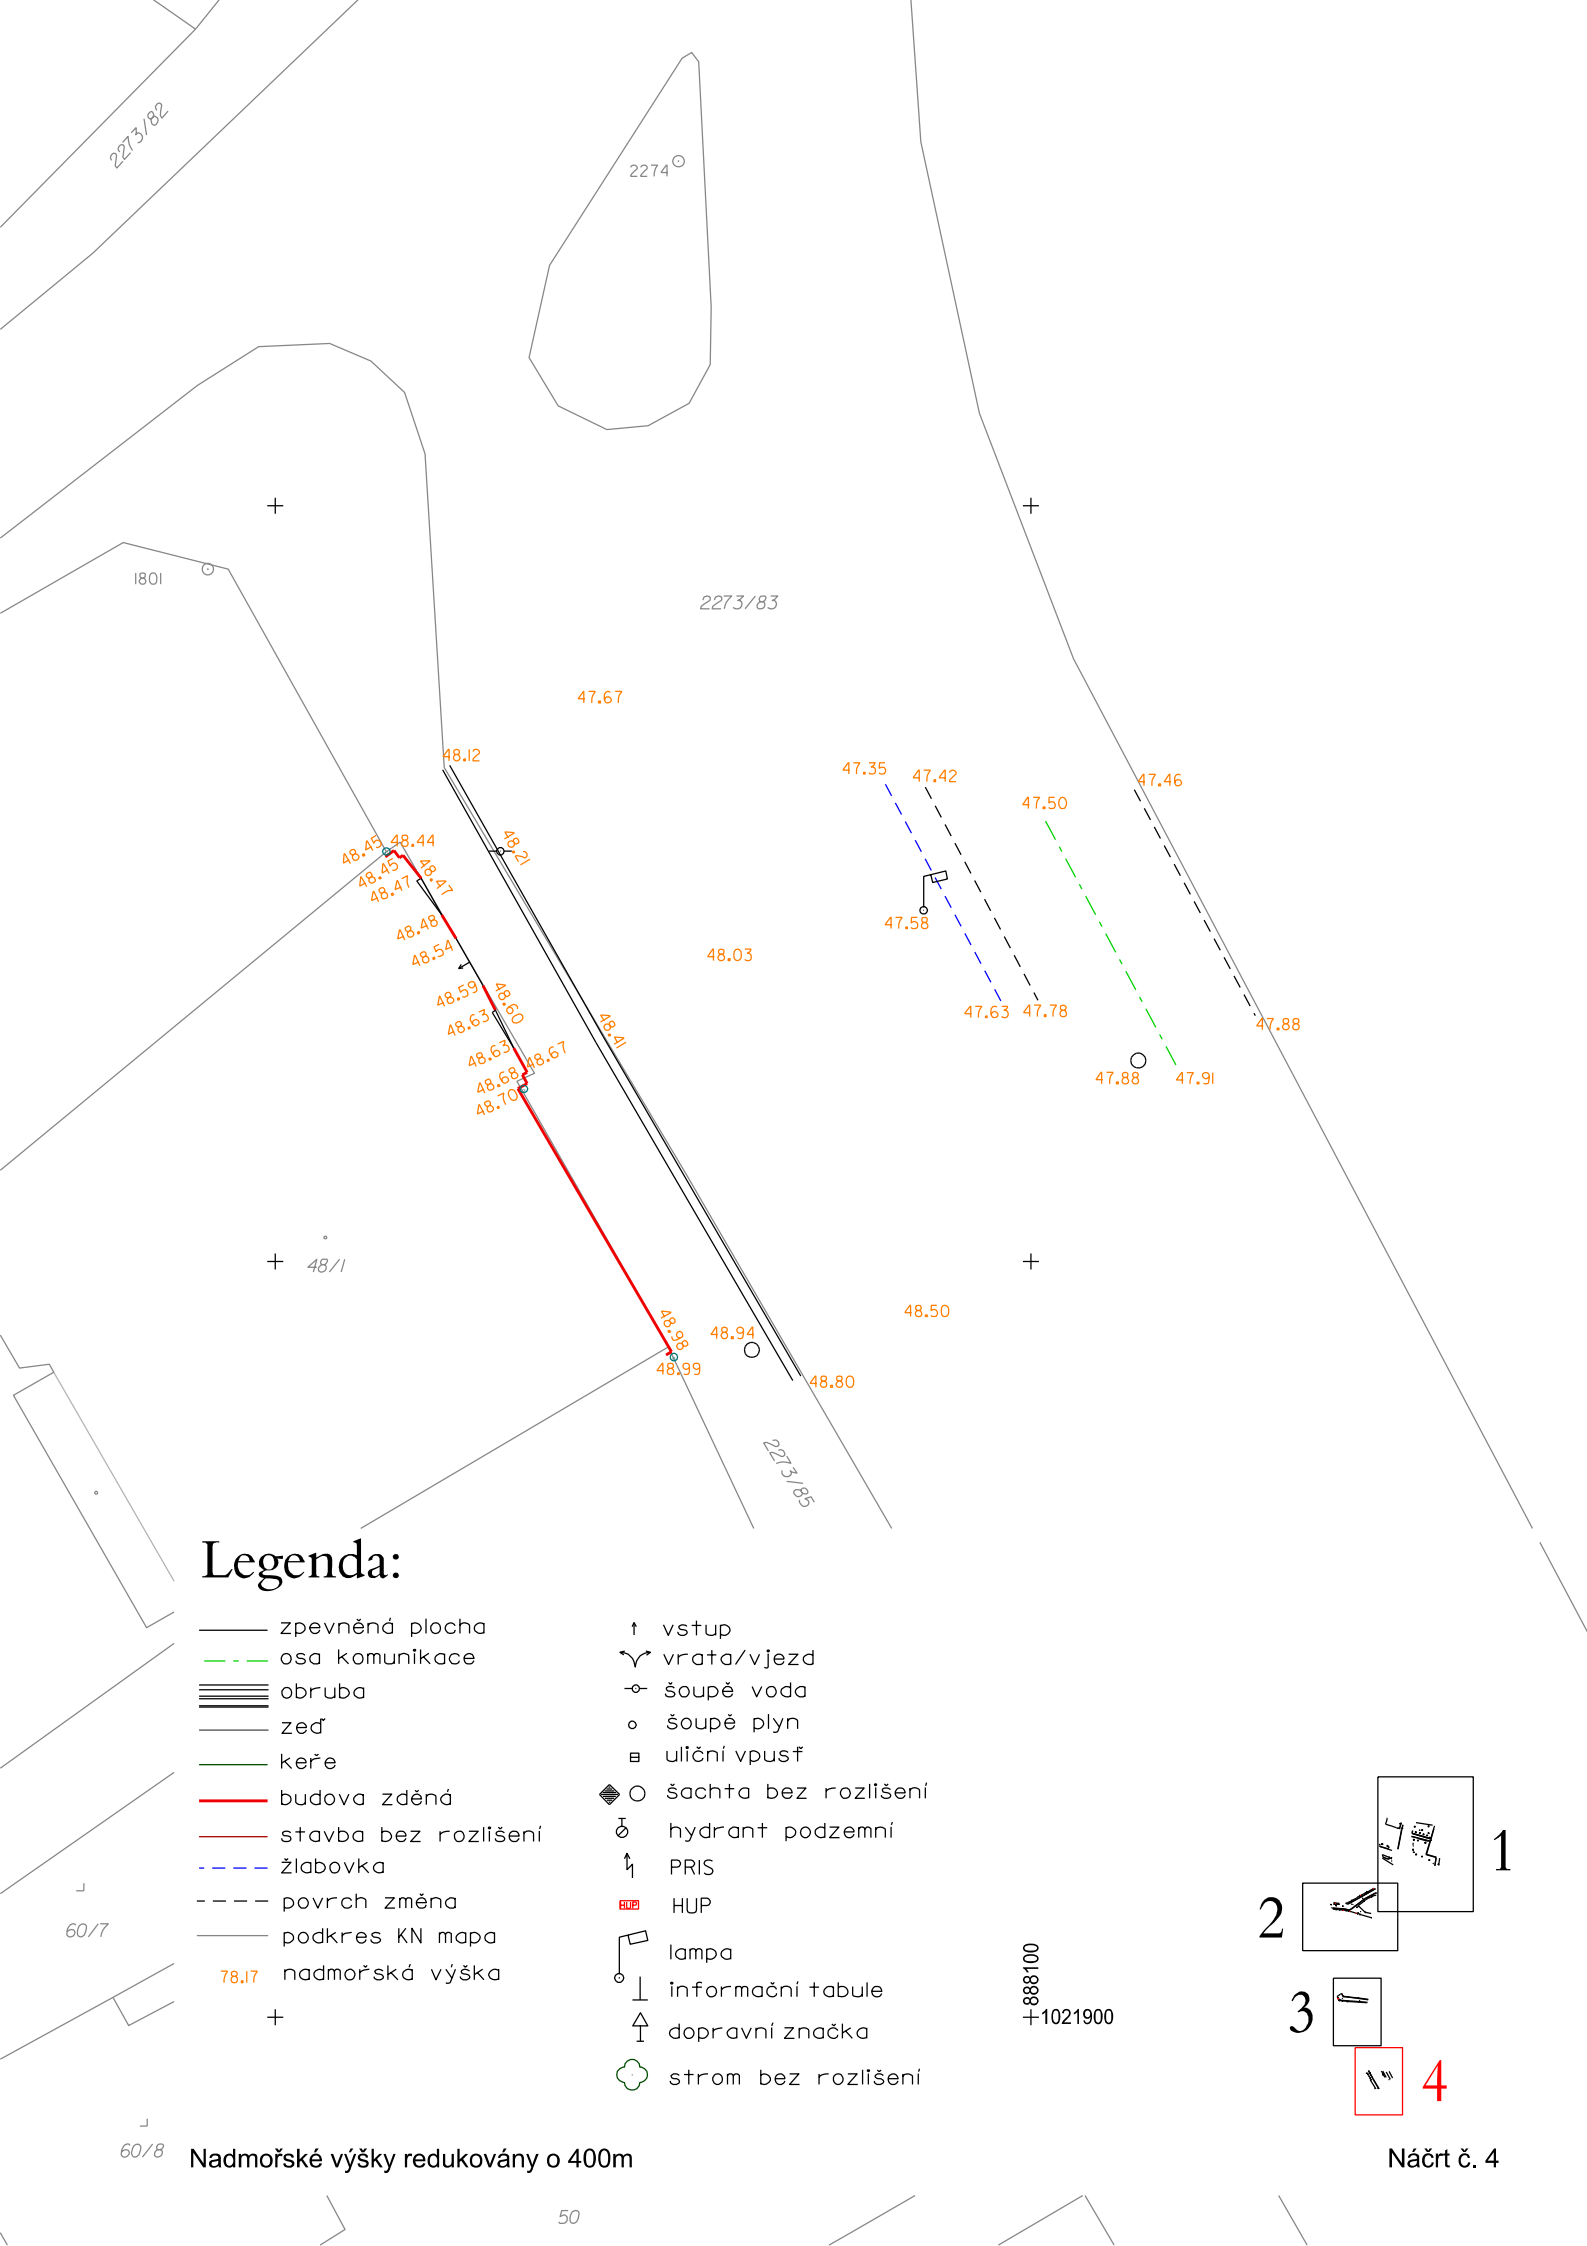 2273/82
2274
1801
2273/83
47.67
48.12
47.35
47.42
47.46
47.50
48.45
48.44
48.21
48.45
48.47
48.47
48.48
47.58
48.54
48.03
48.59
48.60
48.63
48.41
47.63
47.78
47.88
48.63
48.67
48.68
48.70
47.88
47.91
48/1
48.50
48.98
48.94
48.99
48.80
2273/85
Legenda:
zpevněná plocha
osa komunikace
obruba
zeď
keře
budova zděná
stavba bez rozlišení
žlabovka
povrch změna
podkres KN mapa
78.17 nadmořská výška
vstup
vrata/vjezd
šoupě voda
šoupě plyn
uliční vpusť
šachta bez rozlišení
hydrant podzemní
PRIS
HUP HUP
lampa
informační tabule
dopravní značka
strom bez rozlišení
1
2
3
4
60/7
888100
1021900
60/8
Nadmořské výšky redukovány o 400m
Náčrt č. 4
50